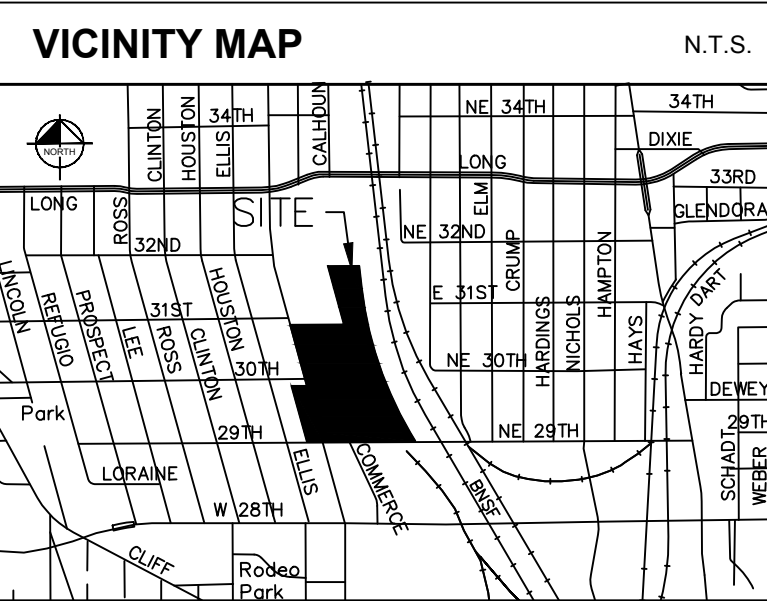 VICINITY MAP
N.T.S.
NORTH
CLINTON
HOUSTON
ELLIS
34TH
CALHOUN
NE 34TH
34TH
DIXIE
LONG
33RD
LONG
ROSS
SITE
ELM
GLENDORA
32ND
NE 32ND
CRUMP
HAMPTON
LINCOLN
REFUGIO
PROSPECT
LEE
ROSS
CLINTON
HOUSTON
31ST
E 31ST
HARDINGS
NICHOLS
HAYS
HARDY
DART
30TH
NE 30TH
DEWEY
Park
29TH
NE 29TH
29TH
LORAINE
ELLIS
COMMERCE
BNSF
SCHADT
WEBER
W 28TH
CLIFF
Rodeo
Park